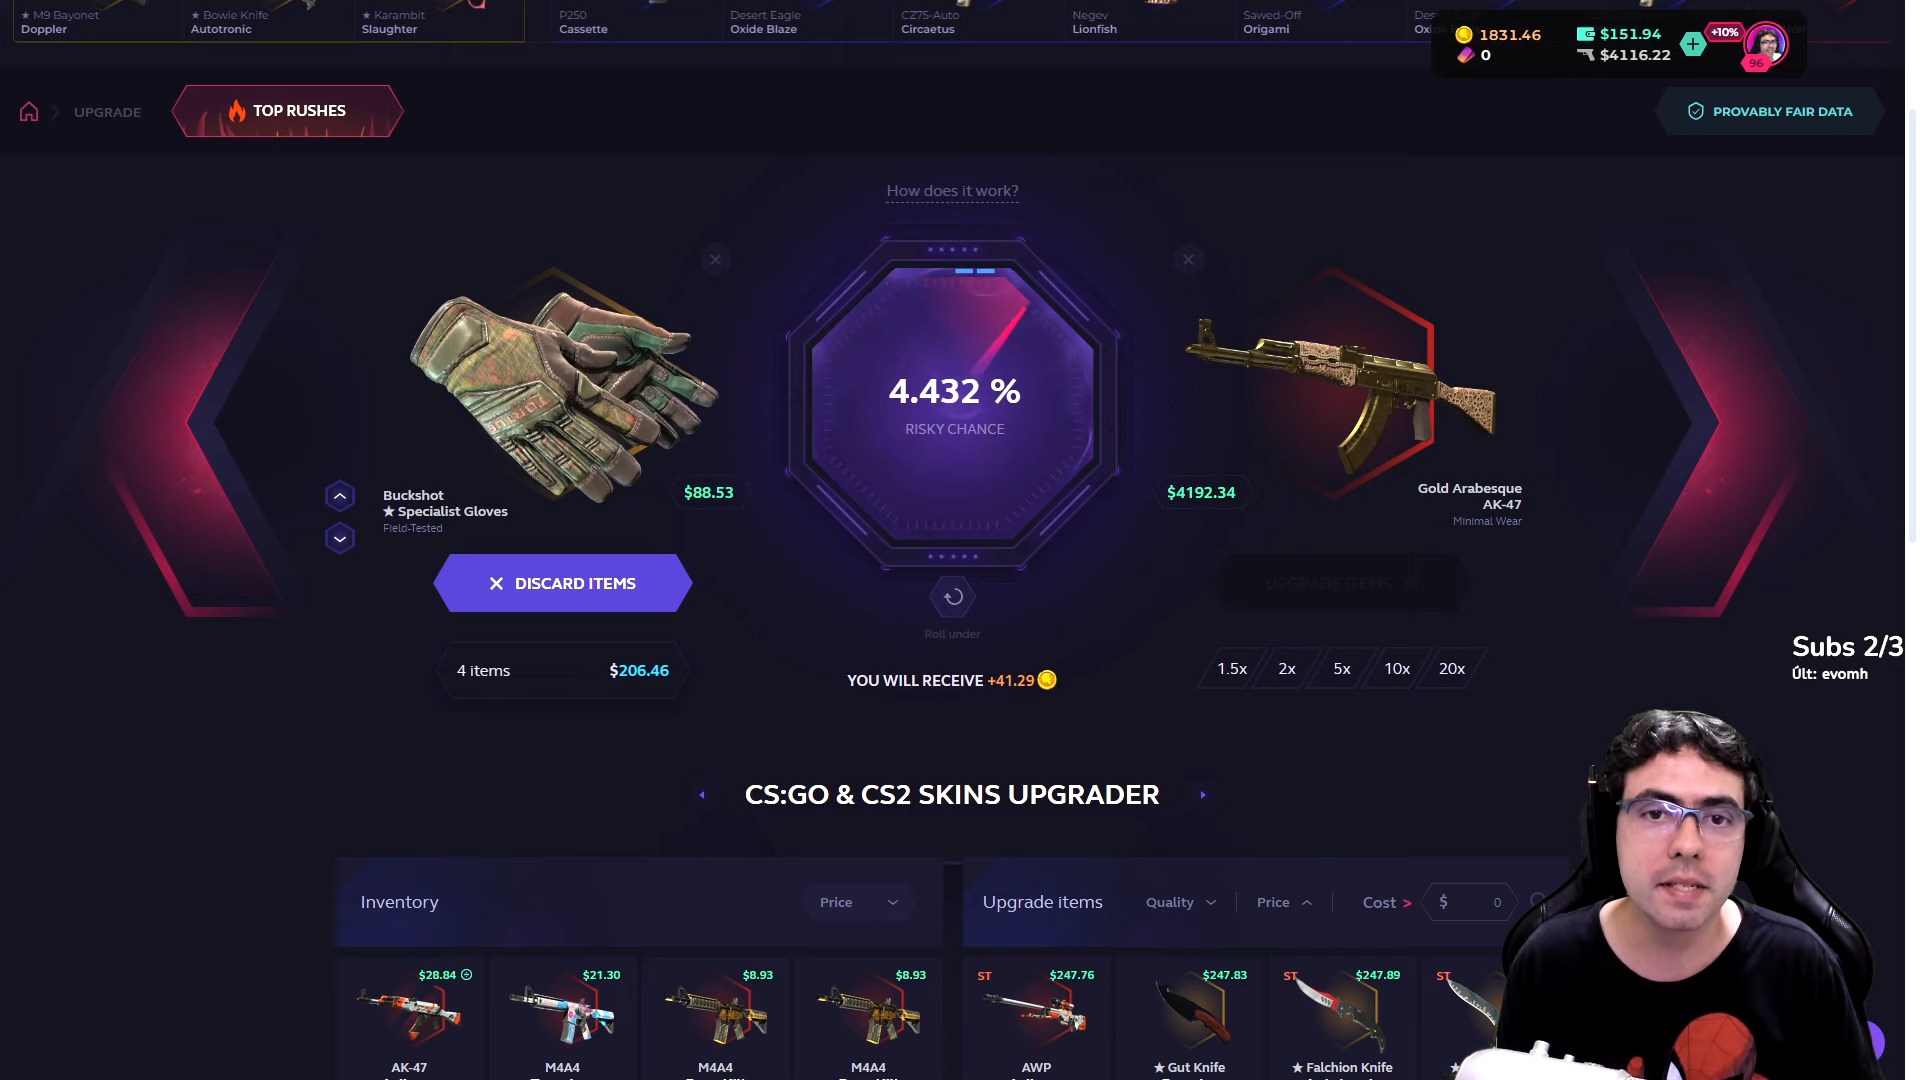 ★ M9 Bayonet
Doppler
★ Bowie Knife
Autotronic
★ Karambit
Slaughter
P250
Cassette
Desert Eagle
Oxide Blaze
CZ75-Auto
Circaetus
Negev
Lionfish
Sawed-Off
Origami
1831.46
0
$151.94
$4116.22
+10%
96
UPGRADE
TOP RUSHES
PROVABLY FAIR DATA
How does it work?
4.432 %
RISKY CHANCE
$88.53
$4192.34
Buckshot
★ Specialist Gloves
Field-Tested
Gold Arabesque
AK-47
Minimal Wear
DISCARD ITEMS
UPGRADE ITEMS
Roll under
4 items
$206.46
YOU WILL RECEIVE +41.29
1.5x
2x
5x
10x
20x
Subs 2/3
Últ: evomh
CS:GO & CS2 SKINS UPGRADER
Inventory
Price
Upgrade items
Quality
Price
Cost >
$ 0
$28.84
$21.30
$8.93
$8.93
ST $247.76
$247.83
ST $247.89
ST
AK-47
M4A4
M4A4
M4A4
AWP
★ Gut Knife
★ Falchion Knife